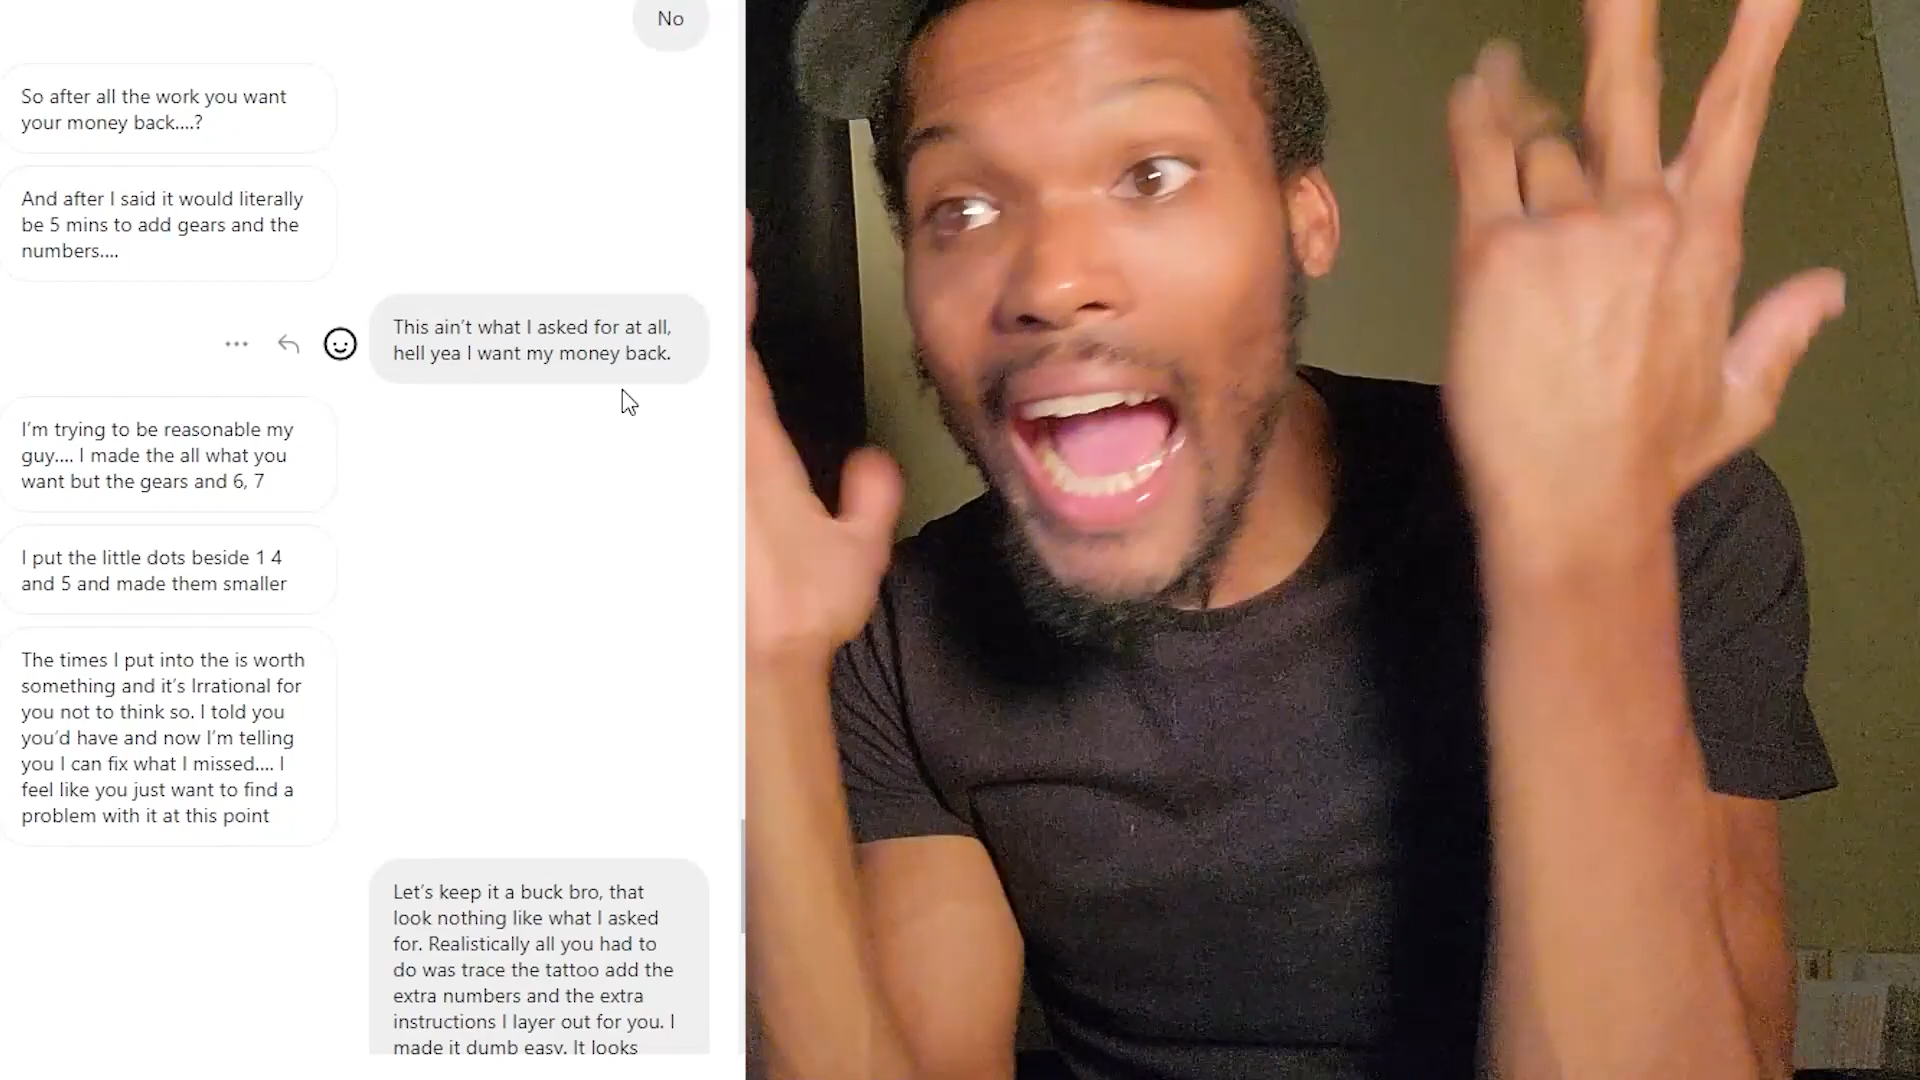 No
So after all the work you want
your money back....?
And after I said it would literally
be 5 mins to add gears and the
numbers....
This ain't what I asked for at all,
hell yea I want my money back.
I'm trying to be reasonable my
guy.... I made the all what you
want but the gears and 6, 7
I put the little dots beside 1 4
and 5 and made them smaller
The times I put into the is worth
something and it's Irrational for
you not to think so. I told you
you'd have and now I'm telling
you I can fix what I missed.... I
feel like you just want to find a
problem with it at this point
Let's keep it a buck bro, that
look nothing like what I asked
for. Realistically all you had to
do was trace the tattoo add the
extra numbers and the extra
instructions I layer out for you. I
made it dumb easy. It looks